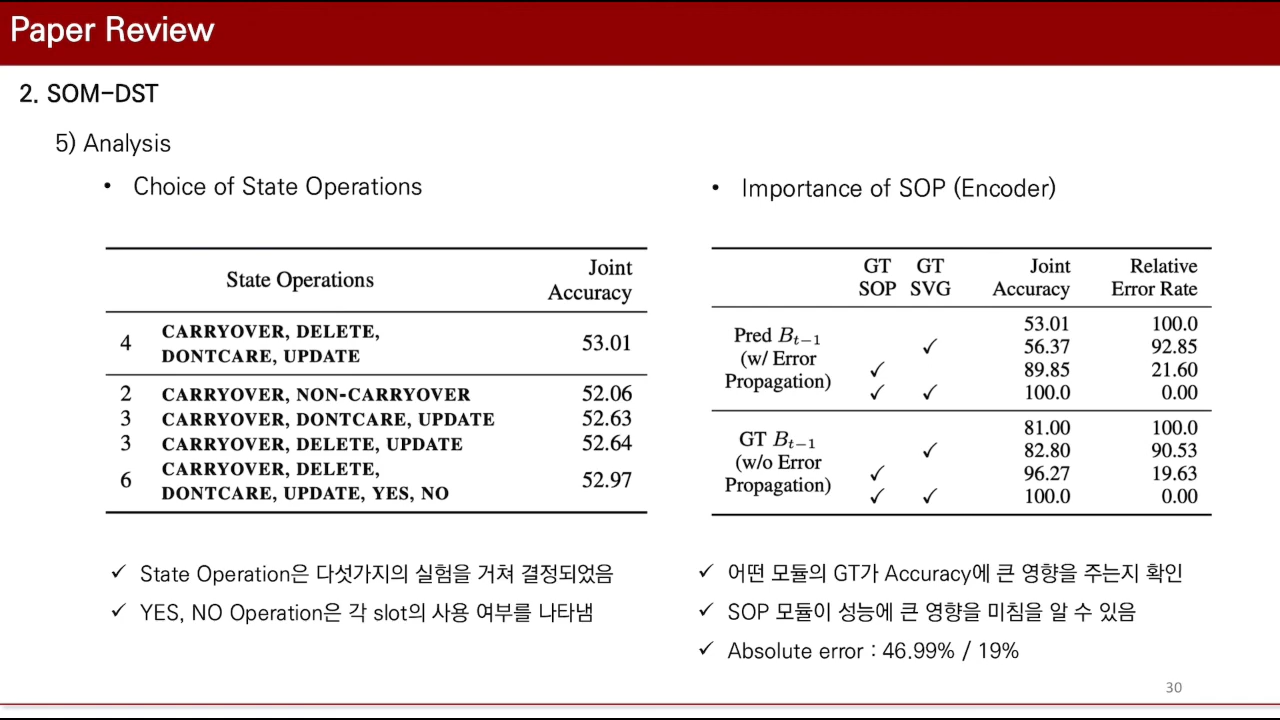 Paper Review
2. SOM-DST
5) Analysis
• Choice of State Operations
State Operations Joint Accuracy
4 CARRYOVER, DELETE,
DONTCARE, UPDATE 53.01
2 CARRYOVER, NON-CARRYOVER 52.06
3 CARRYOVER, DONTCARE, UPDATE 52.63
3 CARRYOVER, DELETE, UPDATE 52.64
6 CARRYOVER, DELETE,
DONTCARE, UPDATE, YES, NO 52.97
✓ State Operation은 다섯가지의 실험을 거쳐 결정되었음
✓ YES, NO Operation은 각 slot의 사용 여부를 나타냄
• Importance of SOP (Encoder)
GT GT Joint Relative
SOP SVG Accuracy Error Rate
Pred B_{t-1}
(w/ Error
Propagation)
53.01 100.0
✓ 56.37 92.85
✓ 89.85 21.60
✓ ✓ 100.0 0.00
GT B_{t-1}
(w/o Error
Propagation)
81.00 100.0
✓ 82.80 90.53
✓ 96.27 19.63
✓ ✓ 100.0 0.00
✓ 어떤 모듈의 GT가 Accuracy에 큰 영향을 주는지 확인
✓ SOP 모듈이 성능에 큰 영향을 미침을 알 수 있음
✓ Absolute error : 46.99% / 19%
30